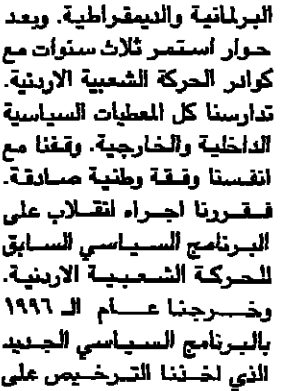 البرلمانية والديمقراطية. وبعد
حوار استمر ثلاث سنوات مع
كوادر الحركة الشعبية الاردنية.
تدارسنا كل المعطيات السياسية
الداخلية والخارجية. وقفنا مع
انفسنا وقفة وطنية صادقة.
فقررنا اجراء انقلاب على
البرنامج السياسي السابق
للحركة الشعبية الاردنية.
وخرجنا عام الـ ١٩٩٦
بالبرنامج السياسي الجديد
الذي اخذنا الترخيص على